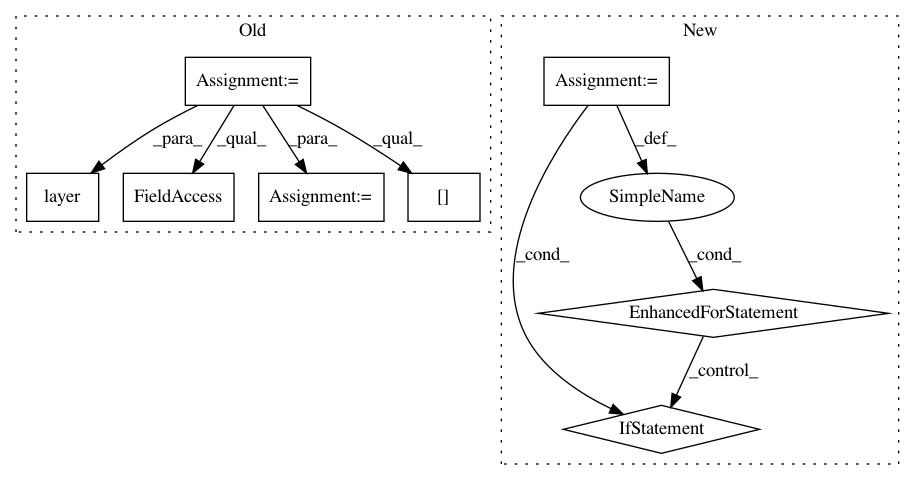 Old
New
Assignment:=
Assignment:=
_para_
_qual_
_para_
_qual_
_def_
layer
FieldAccess
Assignment:=
[]
SimpleName
_cond_
_cond_
EnhancedForStatement
_control_
IfStatement